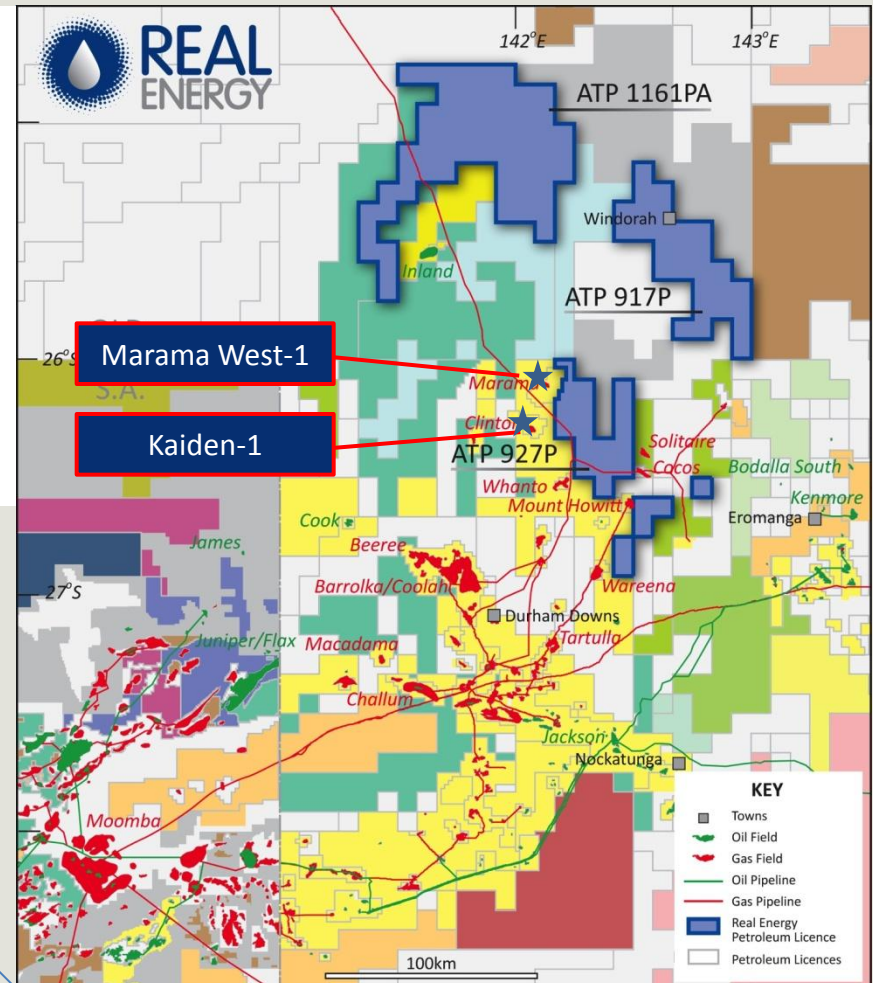 REAL
ENERGY
142°E
143°E
ATP 1161PA
Windorah
Inland
ATP 917P
26°S
Marama West-1
S.A.
Marama
Kaiden-1
Clinton
ATP 927P
Solitaire
Cocos
Whanto
Mount Howitt
Bodalla South
Kenmore
Eromanga
Cook
James
Beeree
Barrolka/Coolah
27°S
Wareena
Durham Downs
Juniper/Flax
Macadama
Tartulla
Challum
Jackson
Nockatunga
Moomba
KEY
Towns
Oil Field
Gas Field
Oil Pipeline
Gas Pipeline
Real Energy
Petroleum Licence
Petroleum Licences
100km